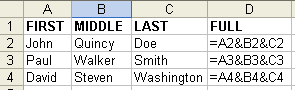 A B C D
1 FIRST MIDDLE LAST FULL
2 John Quincy Doe =A2&B2&C2
3 Paul Walker Smith =A3&B3&C3
4 David Steven Washington =A4&B4&C4